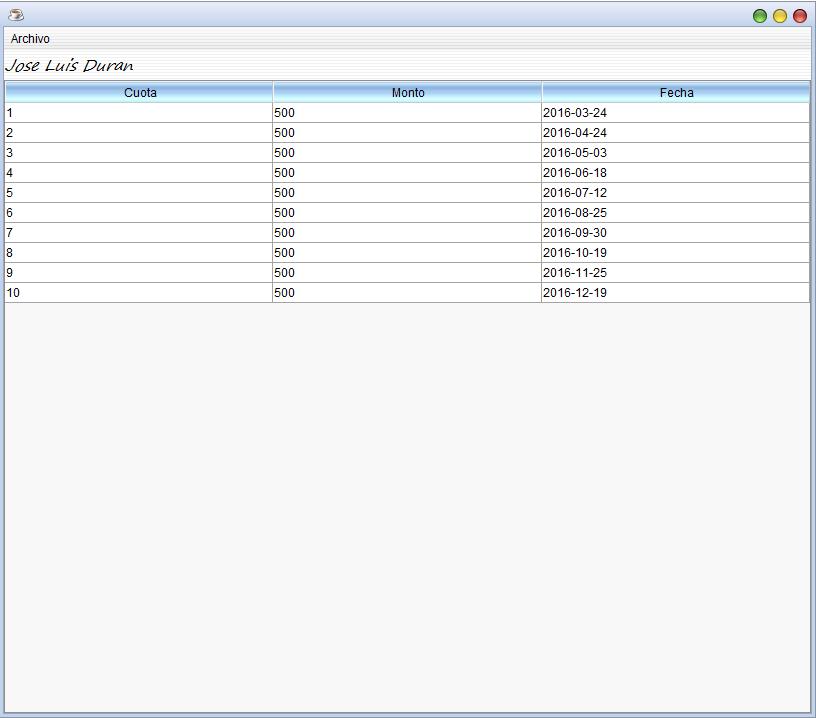 Archivo
Jose Luis Duran
Cuota Monto Fecha
1 500 2016-03-24
2 500 2016-04-24
3 500 2016-05-03
4 500 2016-06-18
5 500 2016-07-12
6 500 2016-08-25
7 500 2016-09-30
8 500 2016-10-19
9 500 2016-11-25
10 500 2016-12-19